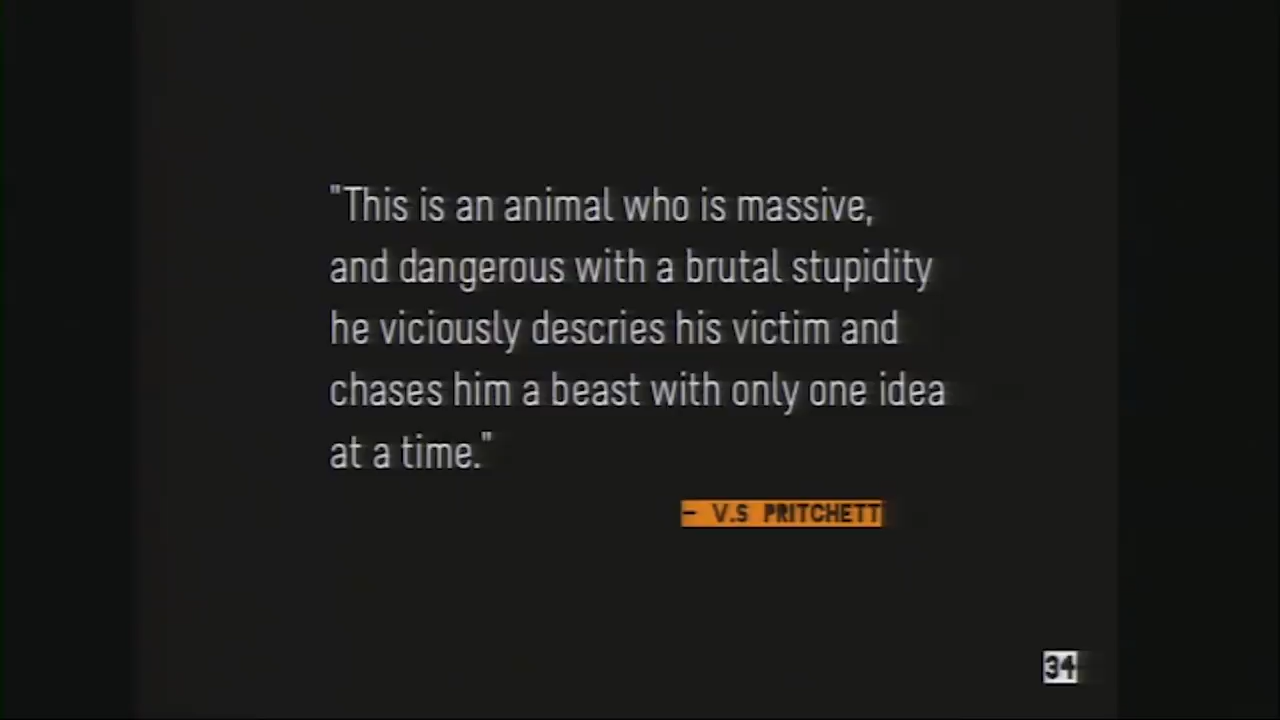 "This is an animal who is massive,
and dangerous with a brutal stupidity
he viciously descries his victim and
chases him a beast with only one idea
at a time."
- V.S PRITCHETT
34